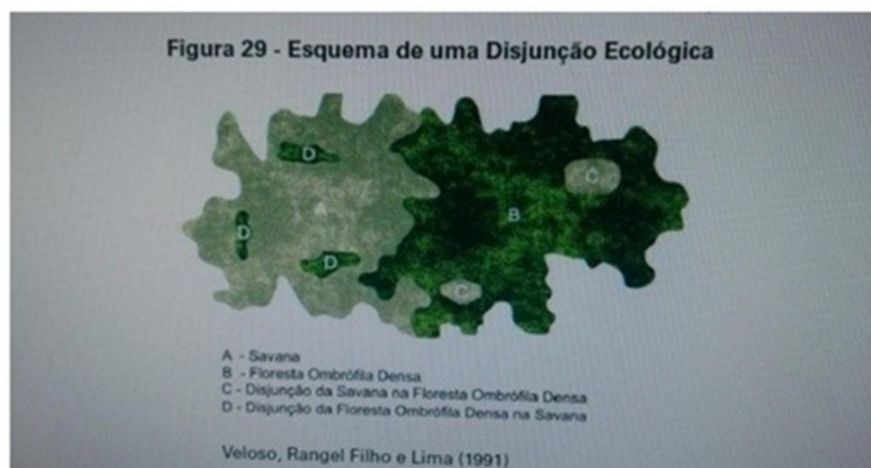 Figura 29 - Esquema de uma Disjunção Ecológica
D
C
A
B
D
D
C
A - Savana
B - Floresta Ombrófila Densa
C - Disjunção da Savana na Floresta Ombrófila Densa
D - Disjunção da Floresta Ombrófila Densa na Savana
Veloso, Rangel Filho e Lima (1991)